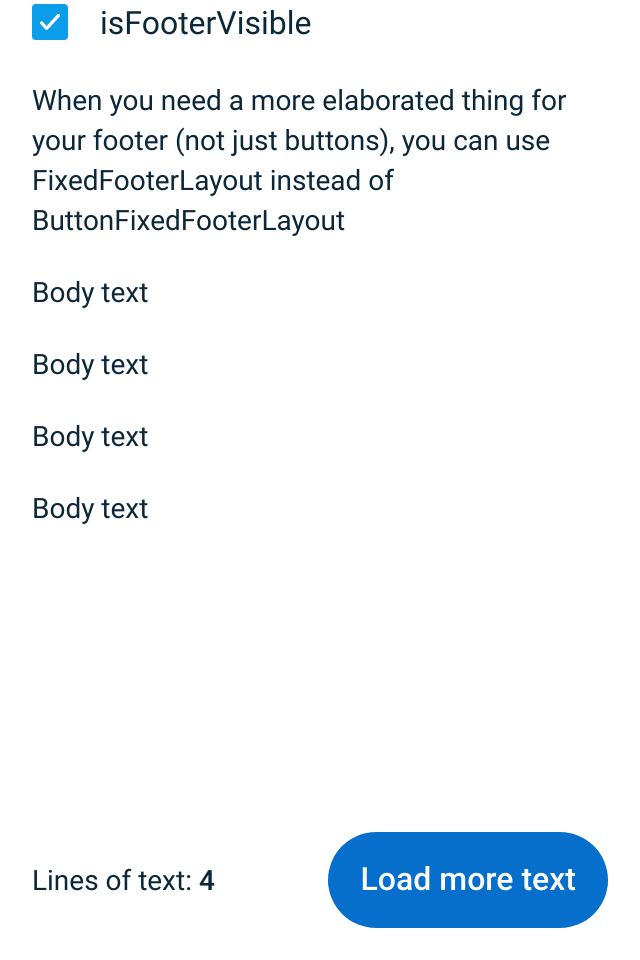 isFooterVisible
When you need a more elaborated thing for
your footer (not just buttons), you can use
FixedFooterLayout instead of
ButtonFixedFooterLayout
Body text
Body text
Body text
Body text
Lines of text: 4
Load more text